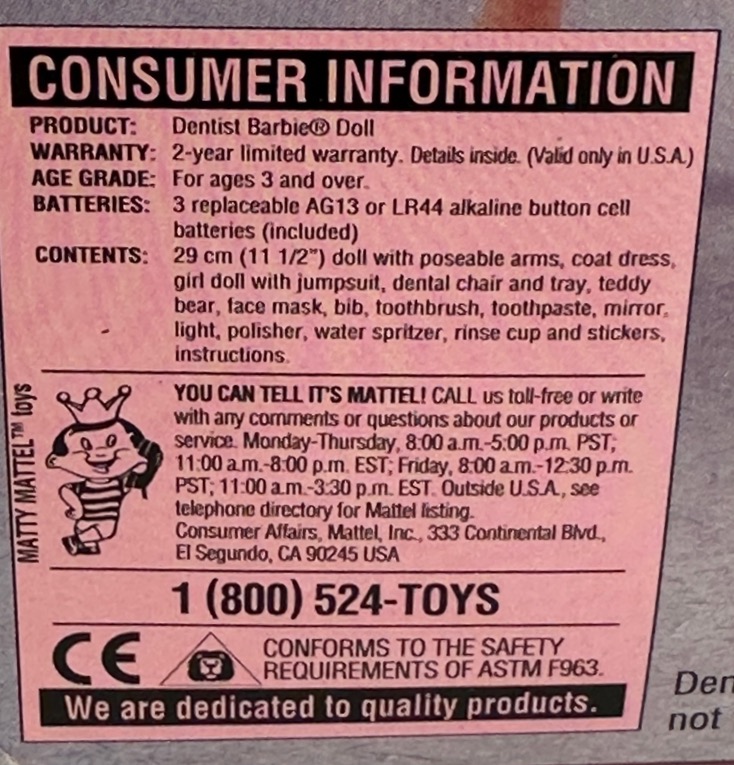 CONSUMER INFORMATION
PRODUCT: Dentist Barbie® Doll
WARRANTY: 2-year limited warranty. Details inside. (Valid only in U.S.A.)
AGE GRADE: For ages 3 and over.
BATTERIES: 3 replaceable AG13 or LR44 alkaline button cell
batteries (included)
CONTENTS: 29 cm (11 1/2") doll with poseable arms, coat dress,
girl doll with jumpsuit, dental chair and tray, teddy
bear, face mask, bib, toothbrush, toothpaste, mirror,
light, polisher, water spritzer, rinse cup and stickers,
instructions.
MATTY MATTEL™ toys
YOU CAN TELL IT'S MATTEL! CALL us toll-free or write
with any comments or questions about our products or
service. Monday-Thursday, 8:00 a.m.-5:00 p.m. PST;
11:00 a.m.-8:00 p.m. EST; Friday, 8:00 a.m.-12:30 p.m.
PST; 11:00 a.m.-3:30 p.m. EST. Outside U.S.A., see
telephone directory for Mattel listing.
Consumer Affairs, Mattel, Inc., 333 Continental Blvd.,
El Segundo, CA 90245 USA
1 (800) 524-TOYS
CE
CONFORMS TO THE SAFETY
REQUIREMENTS OF ASTM F963.
We are dedicated to quality products.
Den
not